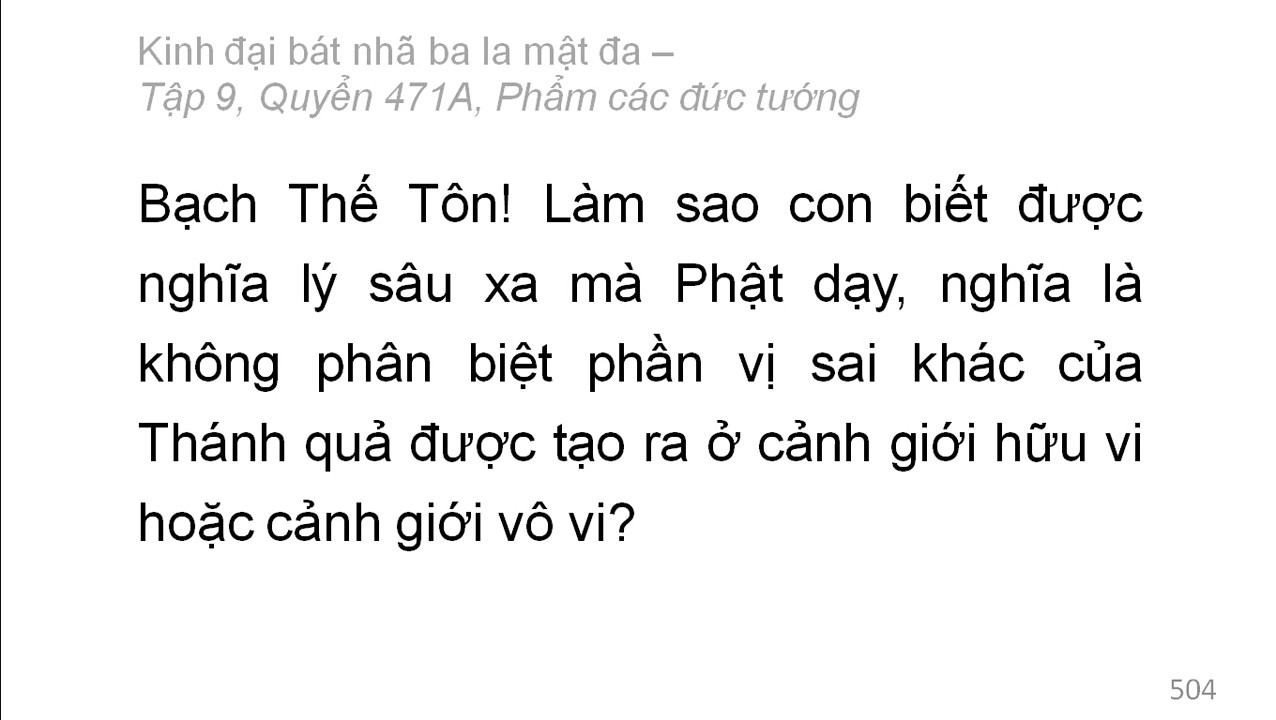 Kinh đại bát nhã ba la mật đa –
Tập 9, Quyển 471A, Phẩm các đức tướng
Bạch Thế Tôn! Làm sao con biết được
nghĩa lý sâu xa mà Phật dạy, nghĩa là
không phân biệt phần vị sai khác của
Thánh quả được tạo ra ở cảnh giới hữu vi
hoặc cảnh giới vô vi?
504